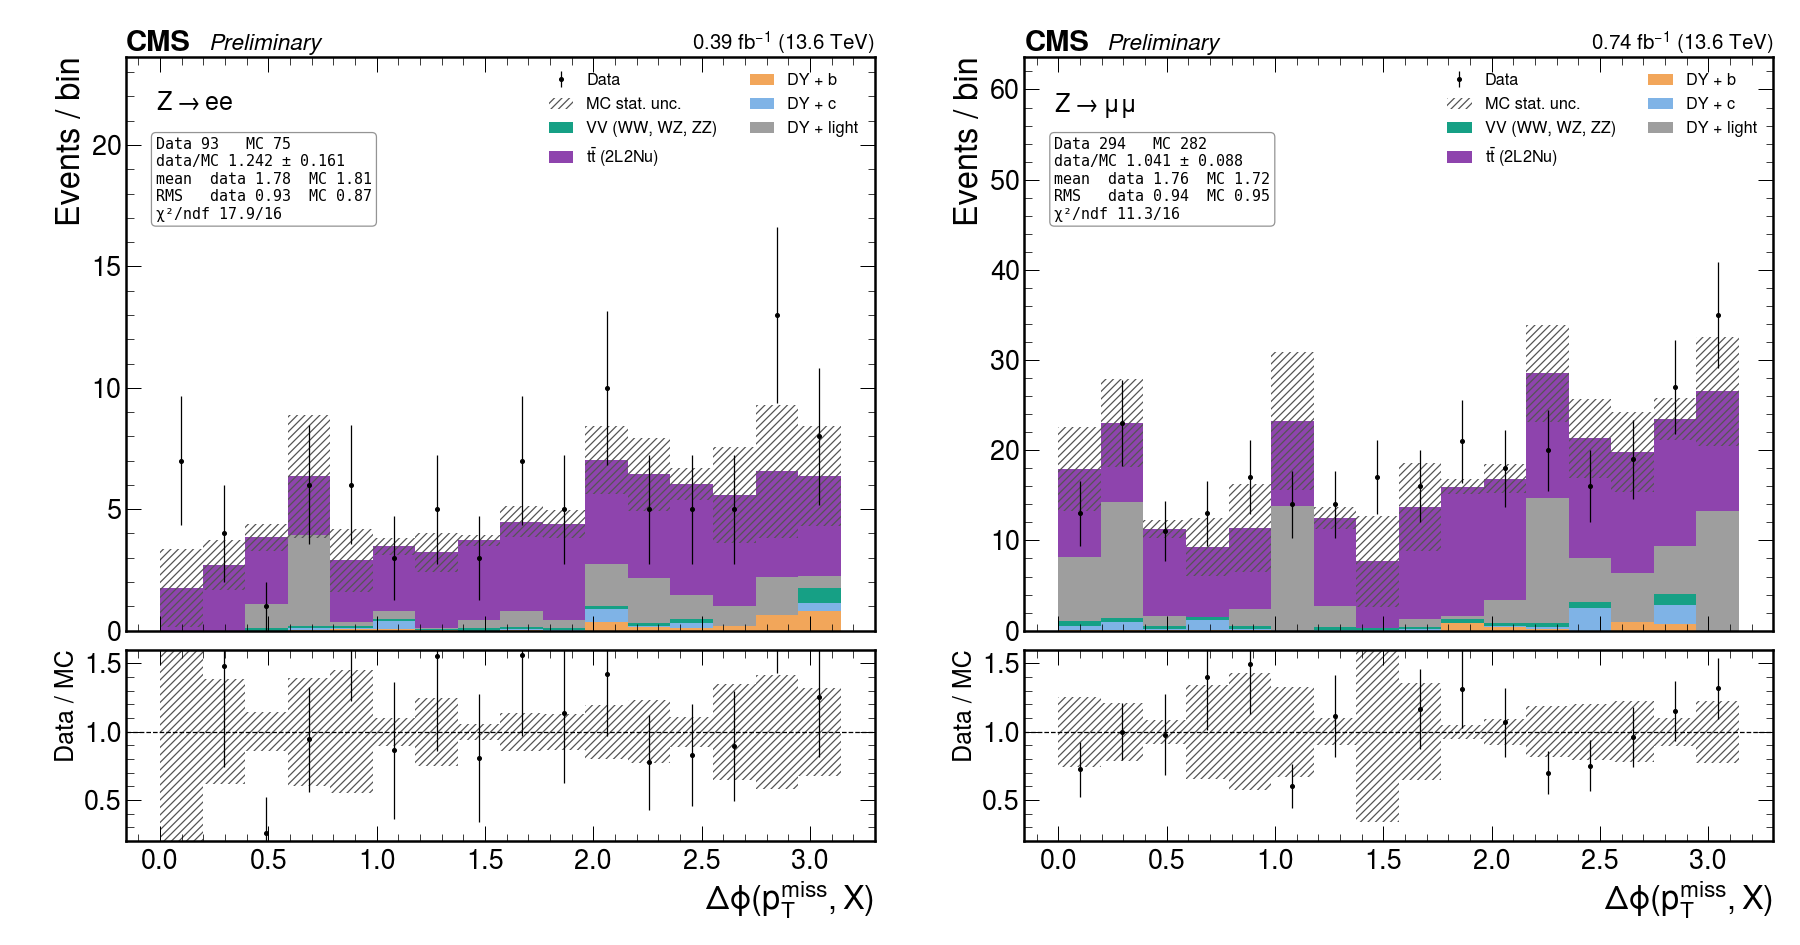 CMS Preliminary 0.39 fb⁻¹ (13.6 TeV)
Events / bin
Z → ee
Data 93   MC 75
data/MC 1.242 ± 0.161
mean  data 1.78  MC 1.81
RMS   data 0.93  MC 0.87
χ²/ndf 17.9/16
Data
MC stat. unc.
VV (WW, WZ, ZZ)
tt̄ (2L2Nu)
DY + b
DY + c
DY + light
20
15
10
5
0
Data / MC
1.5
1.0
0.5
0.0 0.5 1.0 1.5 2.0 2.5 3.0
Δϕ(p_T^miss, X)
CMS Preliminary 0.74 fb⁻¹ (13.6 TeV)
Events / bin
Z → μμ
Data 294   MC 282
data/MC 1.041 ± 0.088
mean  data 1.76  MC 1.72
RMS   data 0.94  MC 0.95
χ²/ndf 11.3/16
Data
MC stat. unc.
VV (WW, WZ, ZZ)
tt̄ (2L2Nu)
DY + b
DY + c
DY + light
60
50
40
30
20
10
0
Data / MC
1.5
1.0
0.5
0.0 0.5 1.0 1.5 2.0 2.5 3.0
Δϕ(p_T^miss, X)